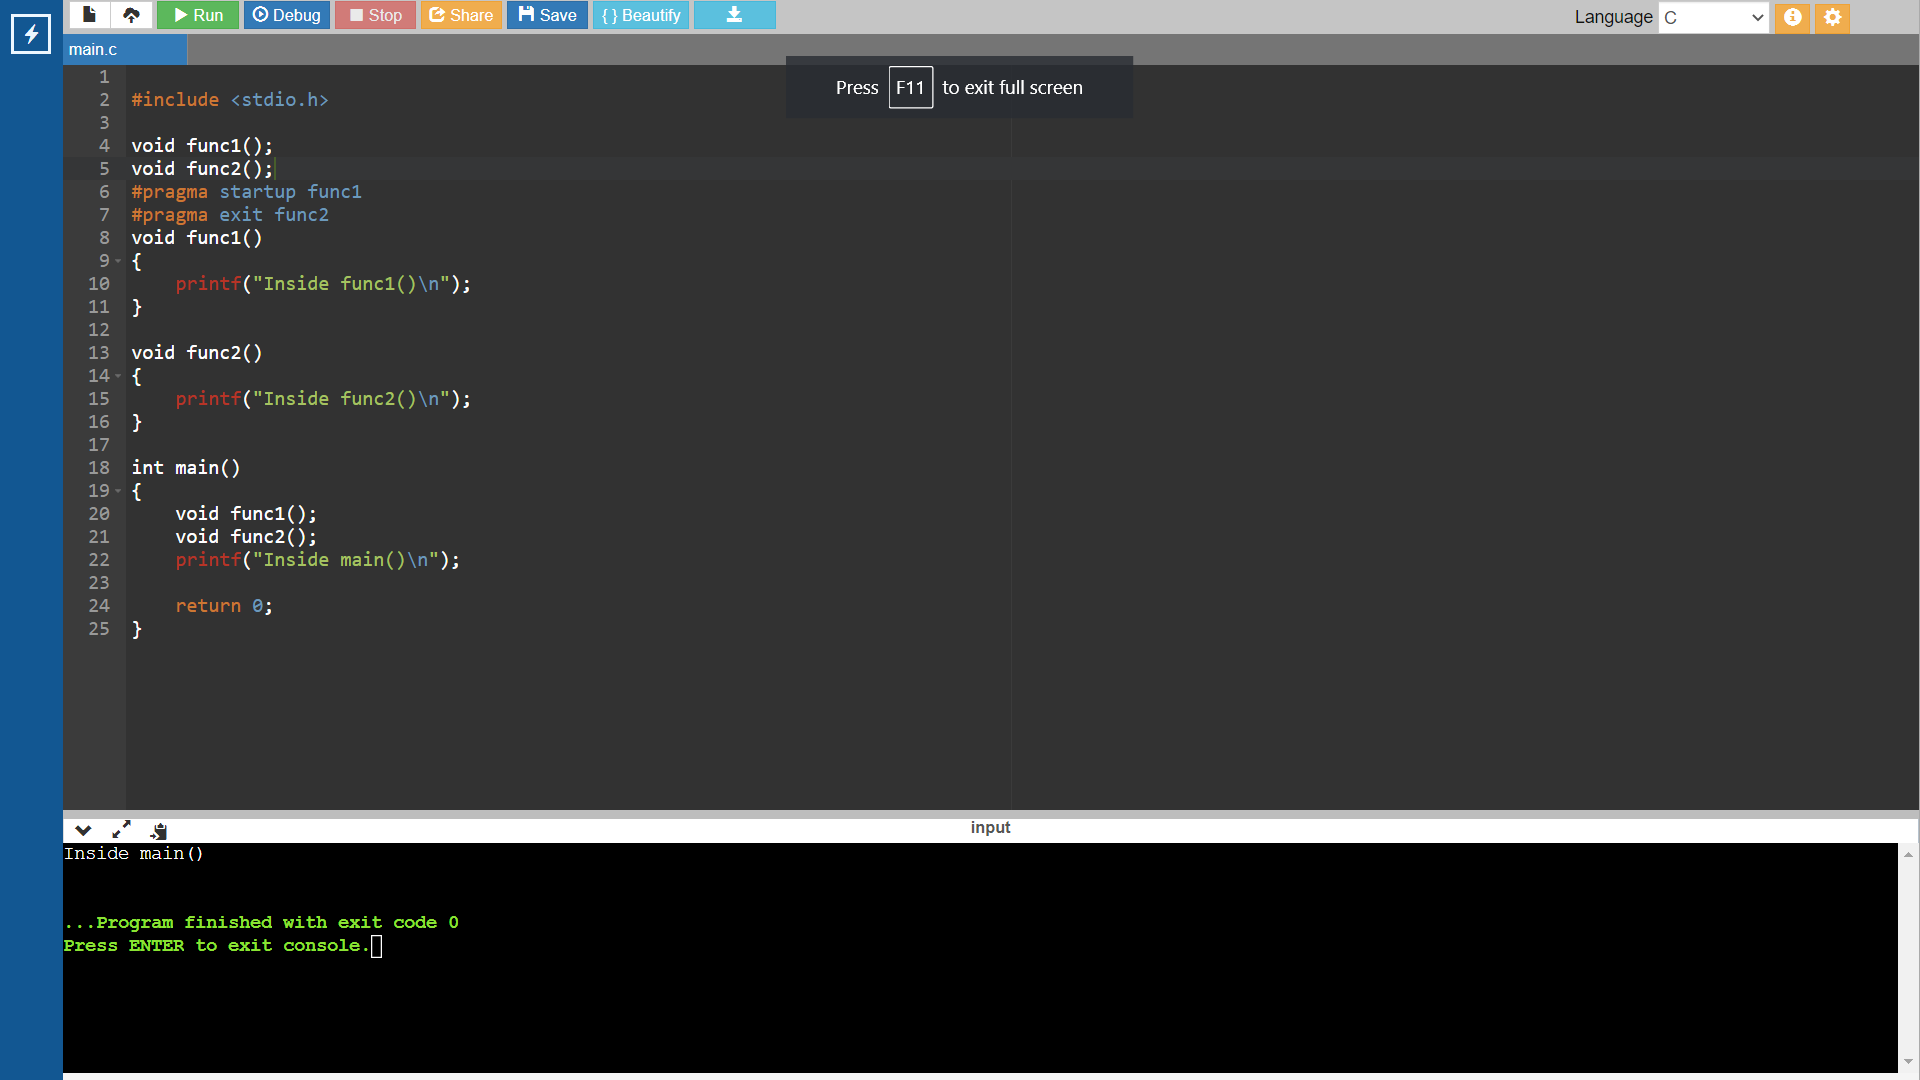 Run Debug Stop Share Save { } Beautify Language C
main.c
Press F11 to exit full screen
1
2 #include <stdio.h>
3
4 void func1();
5 void func2();
6 #pragma startup func1
7 #pragma exit func2
8 void func1()
9 {
10     printf("Inside func1()\n");
11 }
12
13 void func2()
14 {
15     printf("Inside func2()\n");
16 }
17
18 int main()
19 {
20     void func1();
21     void func2();
22     printf("Inside main()\n");
23
24     return 0;
25 }
input
Inside main()
...Program finished with exit code 0
Press ENTER to exit console.